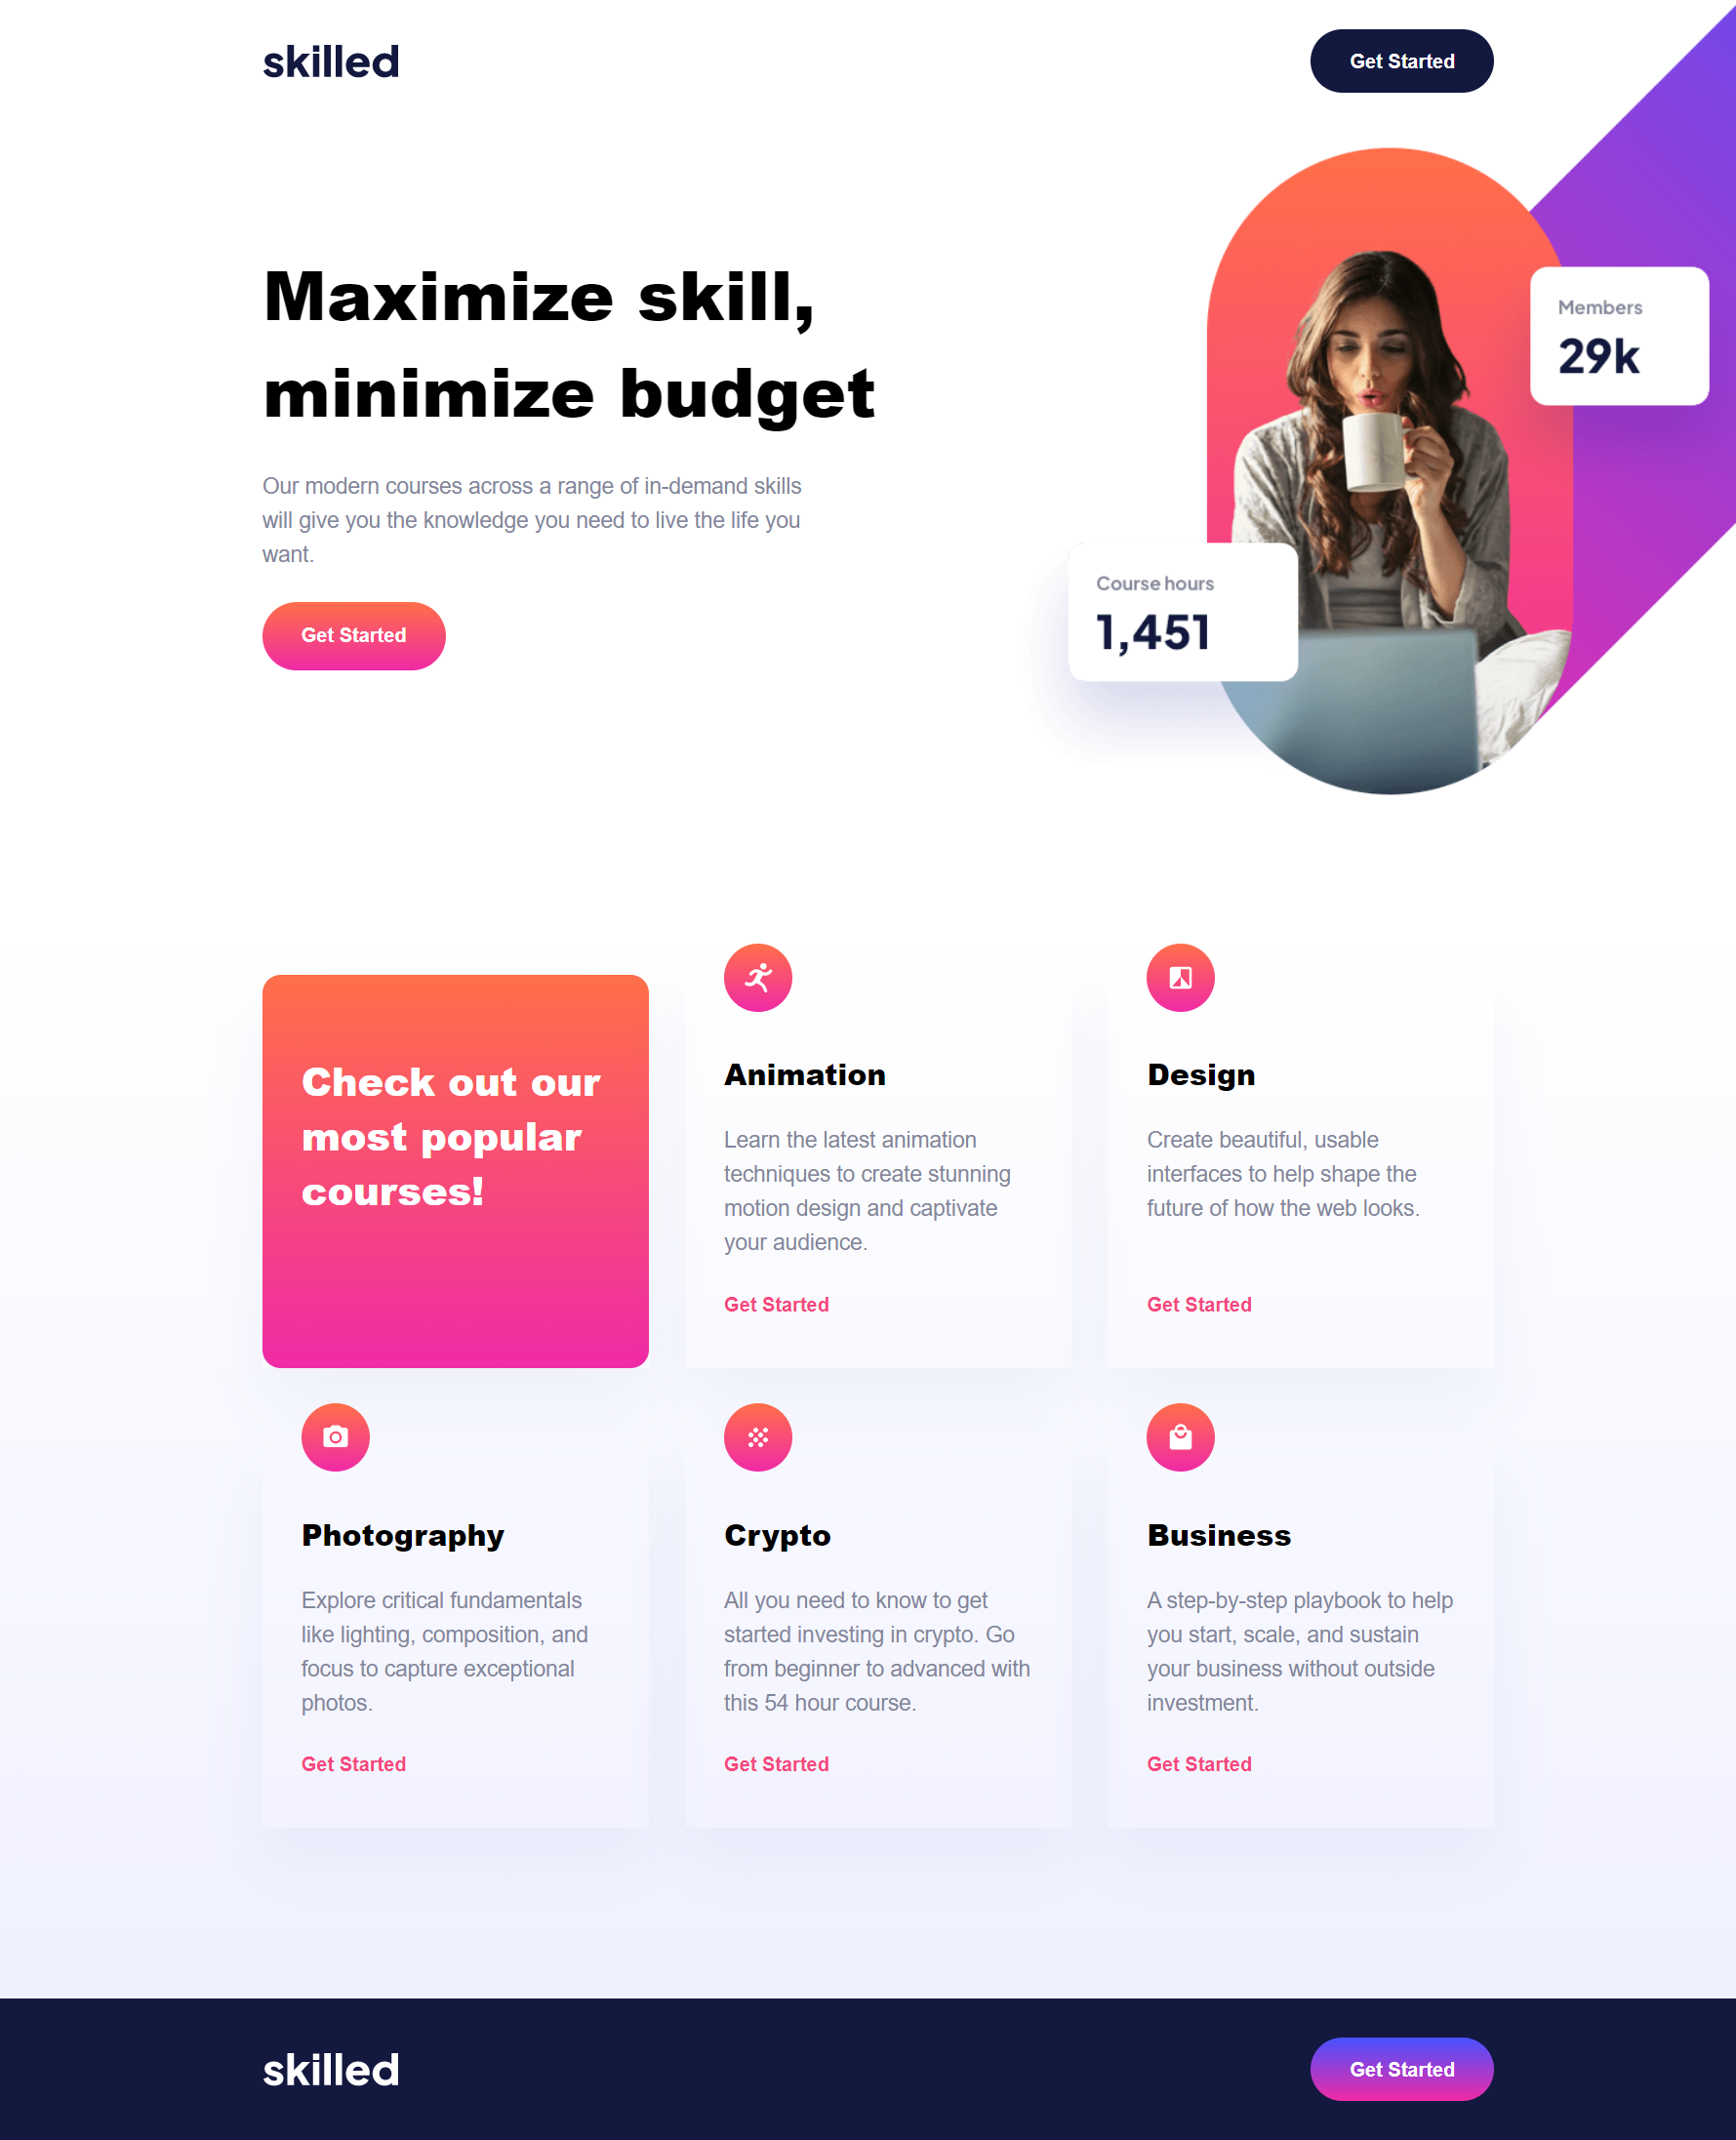 skilled
Get Started
Maximize skill,
minimize budget
Our modern courses across a range of in-demand skills
will give you the knowledge you need to live the life you
want.
Get Started
Members
29k
Course hours
1,451
Check out our
most popular
courses!
Animation
Learn the latest animation
techniques to create stunning
motion design and captivate
your audience.
Get Started
Design
Create beautiful, usable
interfaces to help shape the
future of how the web looks.
Get Started
Photography
Explore critical fundamentals
like lighting, composition, and
focus to capture exceptional
photos.
Get Started
Crypto
All you need to know to get
started investing in crypto. Go
from beginner to advanced with
this 54 hour course.
Get Started
Business
A step-by-step playbook to help
you start, scale, and sustain
your business without outside
investment.
Get Started
skilled
Get Started